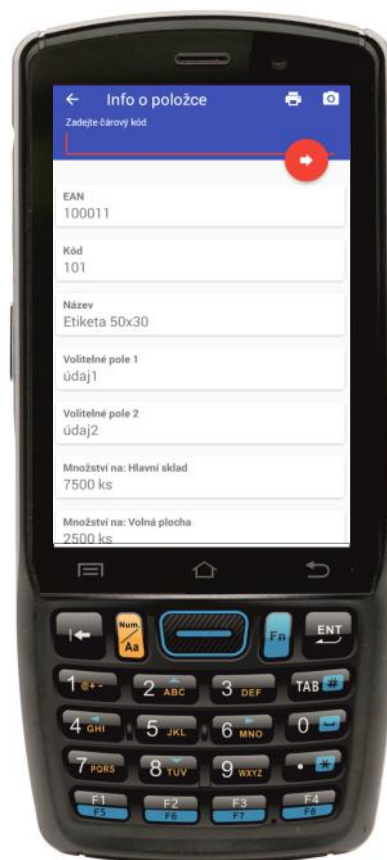 Info o položce
Zadejte čárový kód
EAN
100011
Kód
101
Název
Etiketa 50x30
Volitelné pole 1
údaj1
Volitelné pole 2
údaj2
Množství na: Hlavní sklad
7500 ks
Množství na: Volná plocha
2500 ks
Num. Aa Fn ENT
1 @+- 2 ABC 3 DEF TAB #
4 GHI 5 JKL 6 MNO 0
7 PQRS 8 TUV 9 WXYZ . *
F1 F2 F3 F4
F5 F6 F7 F8